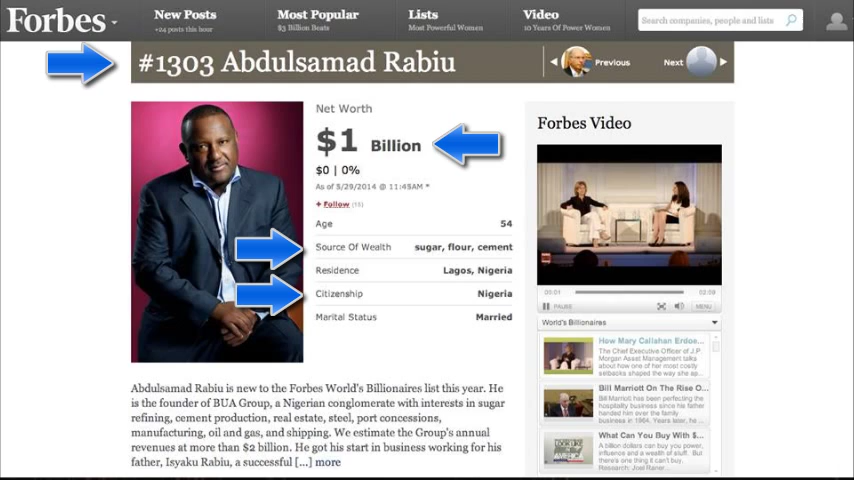 Forbes
New Posts
+24 posts this hour
Most Popular
$3 Billion Beats
Lists
Most Powerful Women
Video
10 Years Of Power Women
Search companies, people and lists
#1303 Abdulsamad Rabiu
Previous
Next
Net Worth
$1 Billion
$0 | 0%
As of 5/29/2014 @ 11:45AM *
+ Follow (15)
Age 54
Source Of Wealth sugar, flour, cement
Residence Lagos, Nigeria
Citizenship Nigeria
Marital Status Married
Abdulsamad Rabiu is new to the Forbes World's Billionaires list this year. He
is the founder of BUA Group, a Nigerian conglomerate with interests in sugar
refining, cement production, real estate, steel, port concessions,
manufacturing, oil and gas, and shipping. We estimate the Group's annual
revenues at more than $2 billion. He got his start in business working for his
father, Isyaku Rabiu, a successful [...] more
Forbes Video
PAUSE
MENU
World's Billionaires
How Mary Callahan Erdoe...
The Chief Executive Officer of J.P.
Morgan Asset Management talks
about how one of her most costly
setbacks shaped the way she ap...
Bill Marriott On The Rise O...
Bill Marriott has been perfecting the
hospitality business since his father
handed him over the family
business in 1964. Years later, he ...
What Can You Buy With $...
A billion dollars can buy you power,
influence and a wealth of stuff. But
there's one thing it can't buy.